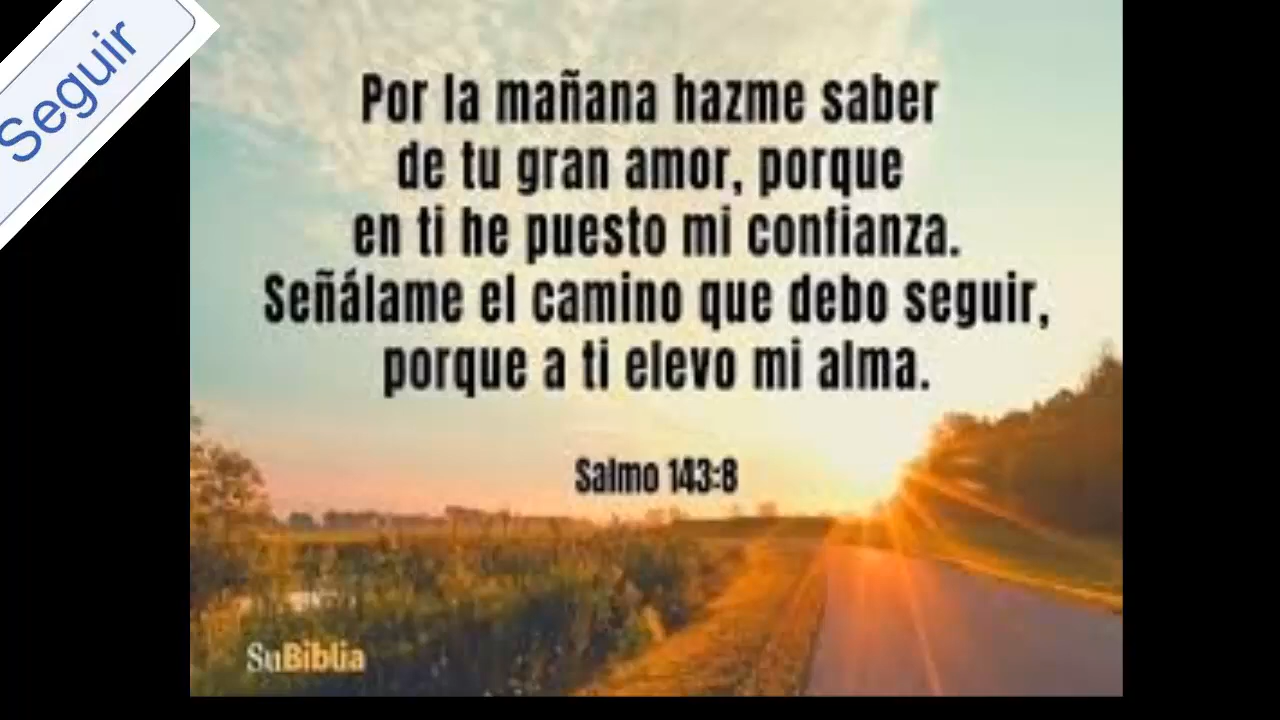 Seguir
Por la mañana hazme saber
de tu gran amor, porque
en ti he puesto mi confianza.
Señálame el camino que debo seguir,
porque a ti elevo mi alma.
Salmo 143:8
SuBiblia